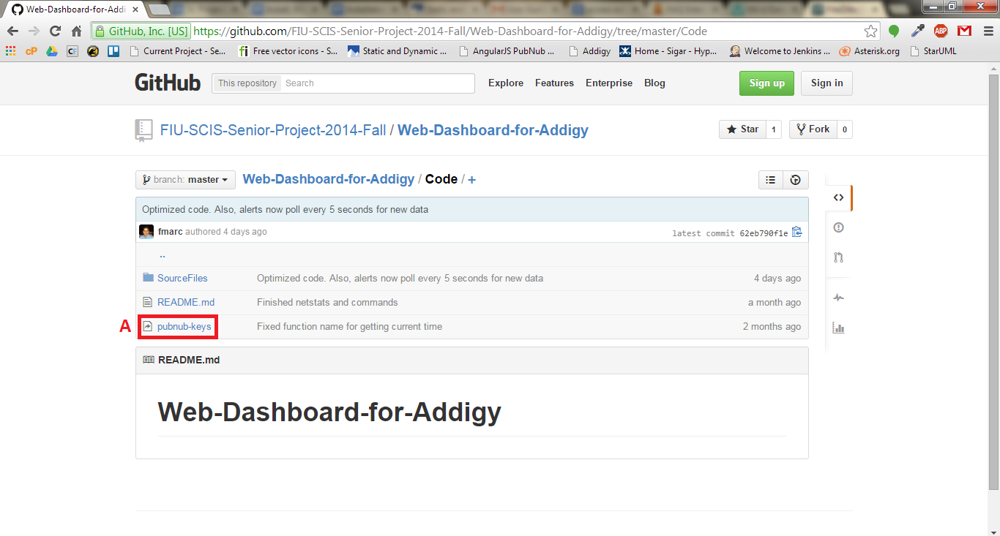 Web-Dashboard-for-Addi
GitHub, Inc. [US] https://github.com/FIU-SCIS-Senior-Project-2014-Fall/Web-Dashboard-for-Addigy/tree/master/Code
ABP
cP CF Current Project - Se... fi Free vector icons - S... Static and Dynamic ... AngularJS PubNub ... Addigy Home - Sigar - Hyp... Welcome to Jenkins ... Asterisk.org StarUML
GitHub This repository Search Explore Features Enterprise Blog Sign up Sign in
FIU-SCIS-Senior-Project-2014-Fall / Web-Dashboard-for-Addigy Star 1 Fork 0
branch: master Web-Dashboard-for-Addigy / Code / +
Optimized code. Also, alerts now poll every 5 seconds for new data
fmarc authored 4 days ago latest commit 62eb790f1e
..
SourceFiles Optimized code. Also, alerts now poll every 5 seconds for new data 4 days ago
README.md Finished netstats and commands a month ago
A pubnub-keys Fixed function name for getting current time 2 months ago
README.md
Web-Dashboard-for-Addigy